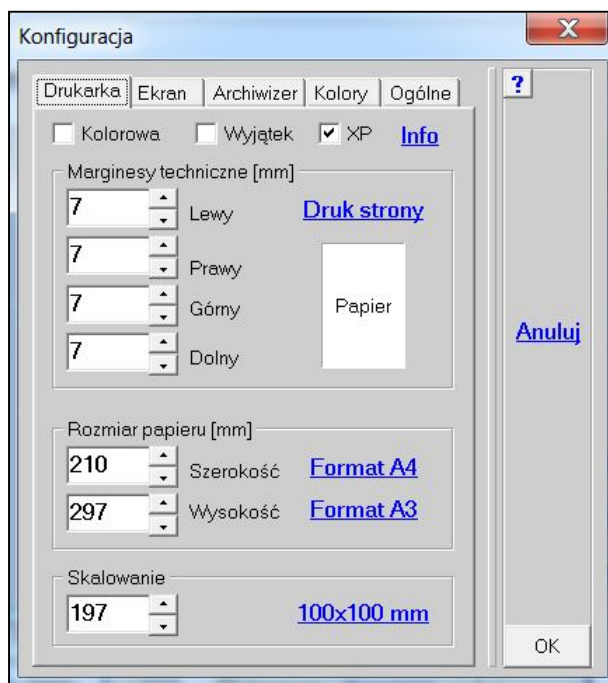 Konfiguracja
Drukarka Ekran Archiwizer Kolory Ogólne ?
Kolorowa Wyjątek XP Info
Marginesy techniczne [mm]
7 Lewy Druk strony
7 Prawy
7 Górny Papier
7 Dolny
Anuluj
Rozmiar papieru [mm]
210 Szerokość Format A4
297 Wysokość Format A3
Skalowanie
197 100x100 mm
OK